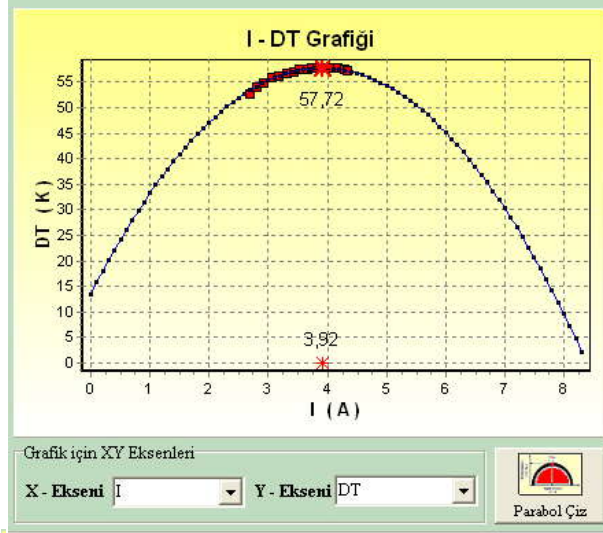 I - DT Grafiği
57,72
DT ( K )
55
50
45
40
35
30
25
20
15
10
5
0
3,92
0 1 2 3 4 5 6 7 8
I ( A )
Grafik için XY Eksenleri
X - Ekseni I Y - Ekseni DT
Parabol Çiz